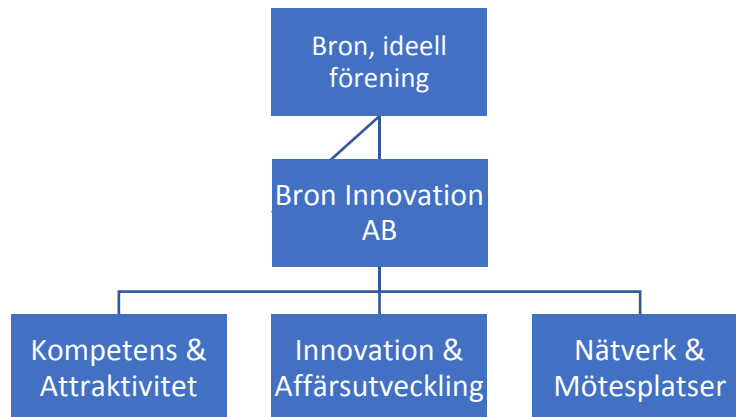 Bron, ideell
förening
Bron Innovation
AB
Kompetens &
Attraktivitet
Innovation &
Affärsutveckling
Nätverk &
Mötesplatser